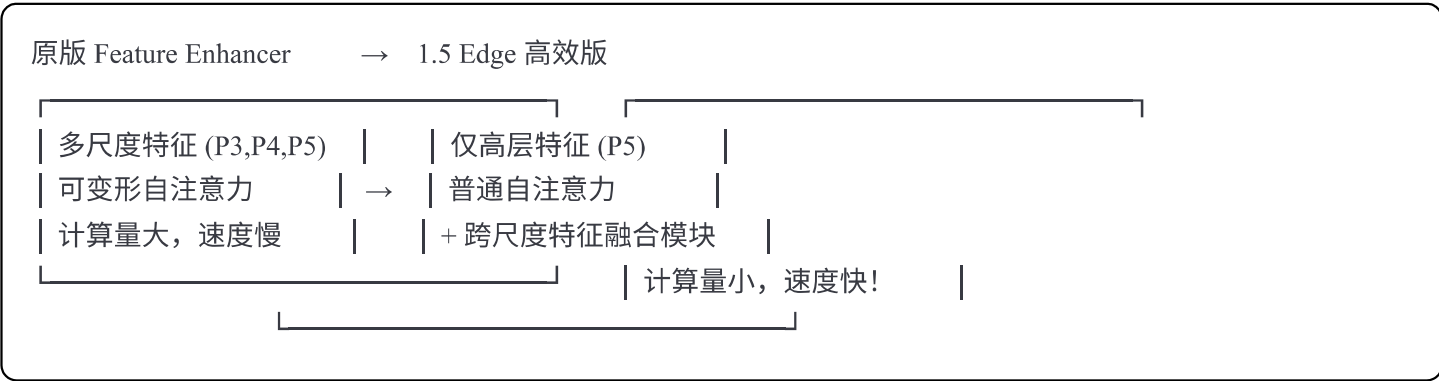 原版 Feature Enhancer → 1.5 Edge 高效版
┌─────────────────────┐ ┌─────────────────────┐
│ 多尺度特征 (P3,P4,P5) │ │ 仅高层特征 (P5) │
│ 可变形自注意力 │ → │ 普通自注意力 │
│ 计算量大，速度慢 │ │ + 跨尺度特征融合模块 │
└─────────────────────┘ │ 计算量小，速度快！ │
└─────────────────────┘